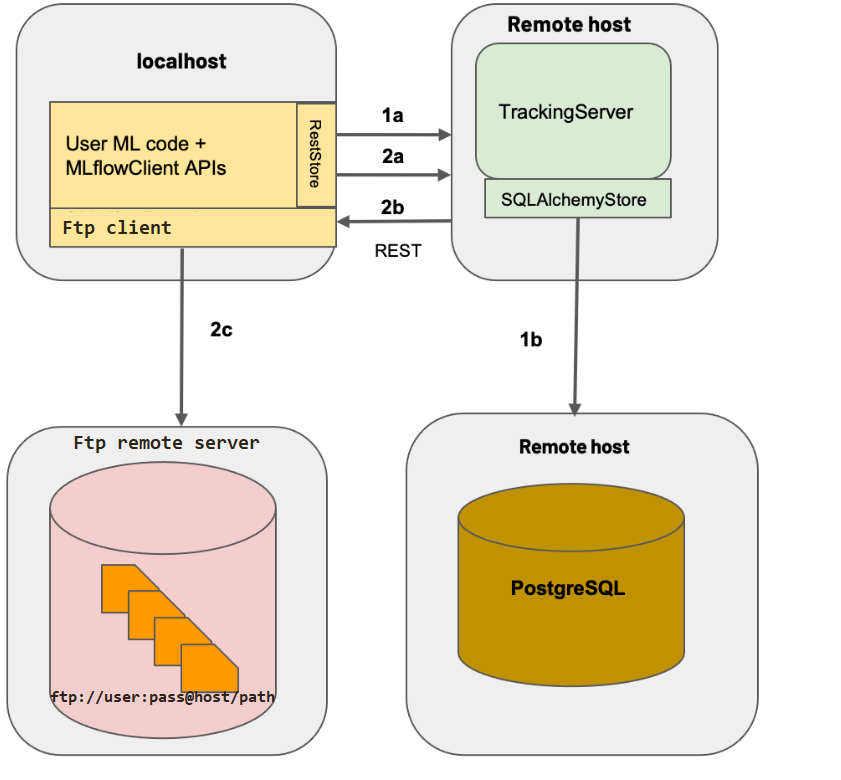 localhost
User ML code +
MLflowClient APIs
RestStore
Ftp client
1a
2a
2b
REST
Remote host
TrackingServer
SQLAlchemyStore
2c
1b
Ftp remote server
ftp://user:pass@host/path
Remote host
PostgreSQL